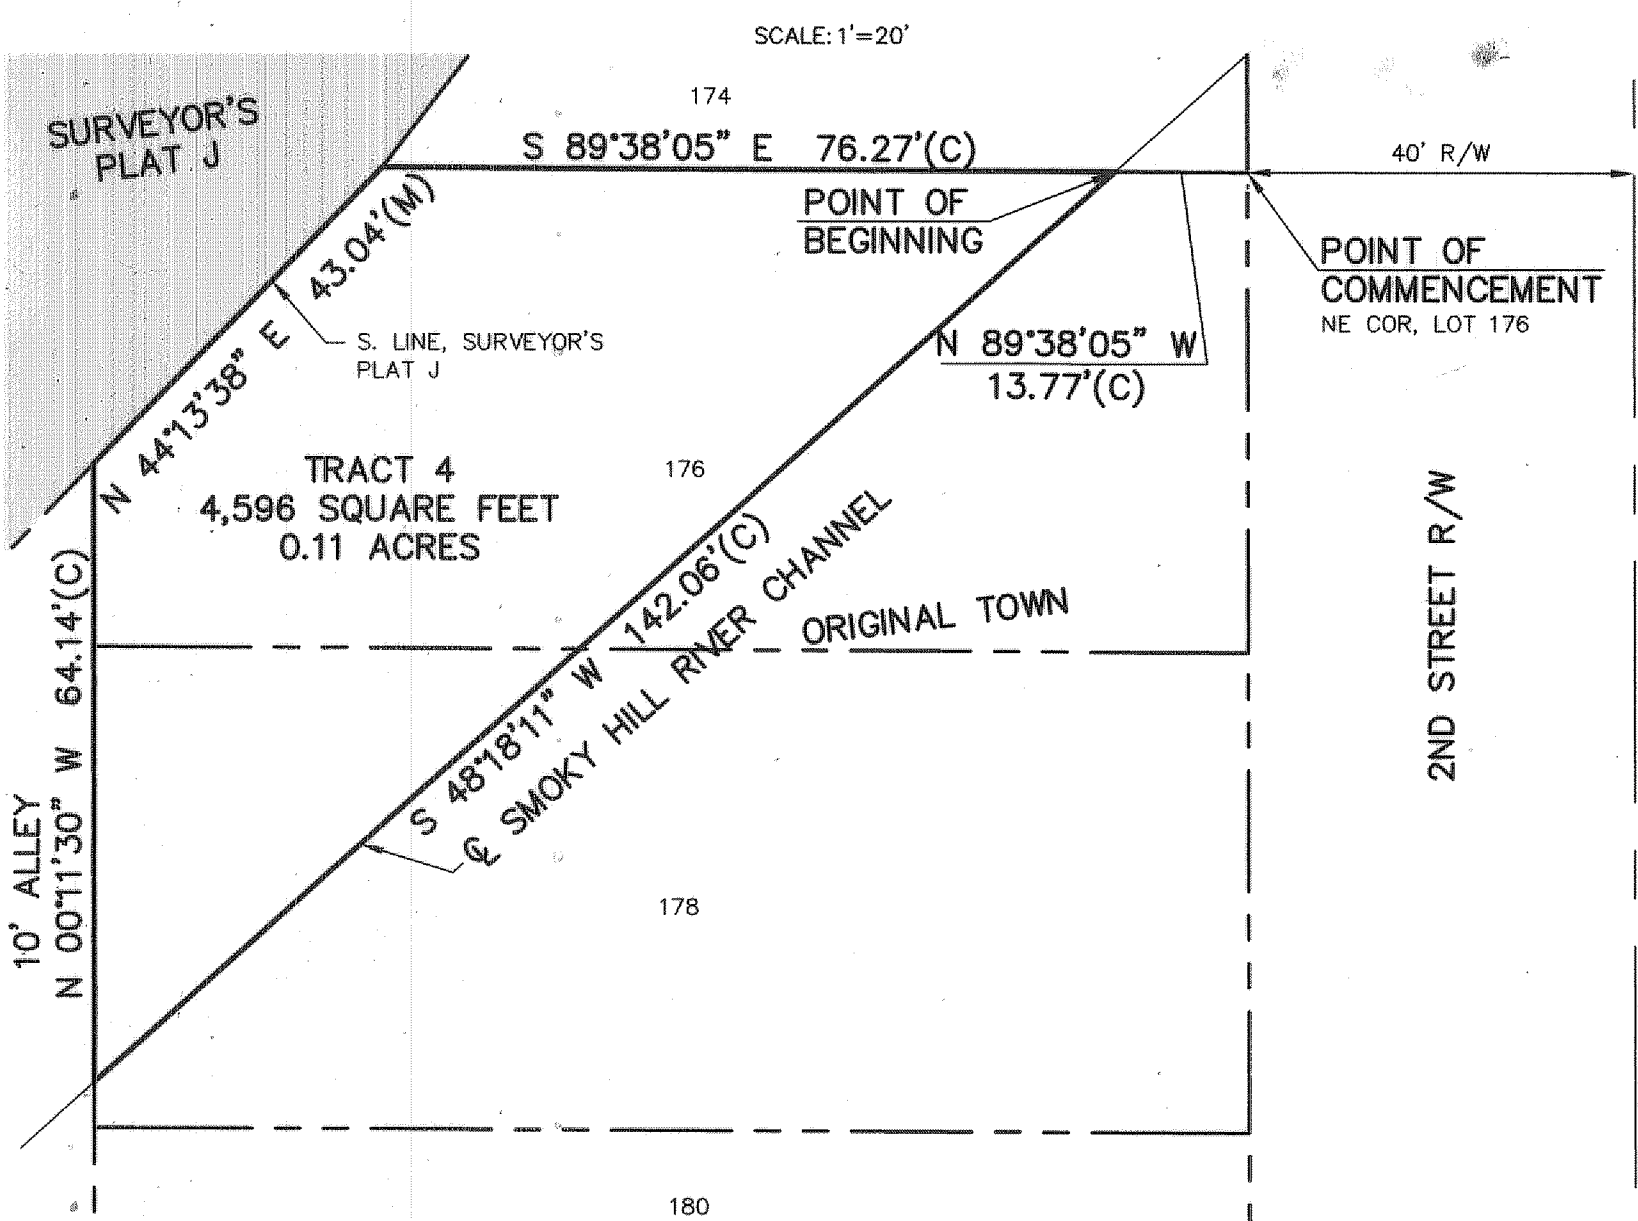 SCALE: 1'=20'
174
SURVEYOR'S
PLAT J
S 89°38'05" E 76.27'(C)
40' R/W
POINT OF
BEGINNING
POINT OF
COMMENCEMENT
NE COR, LOT 176
N 44°13'38" E 43.04'(M)
S. LINE, SURVEYOR'S
PLAT J
N 89°38'05" W
13.77'(C)
TRACT 4
4,596 SQUARE FEET
0.11 ACRES
176
S 48°18'11" W 142.06'(C)
℄ SMOKY HILL RIVER CHANNEL
ORIGINAL TOWN
2ND STREET R/W
10' ALLEY
N 00°11'30" W 64.14'(C)
178
180